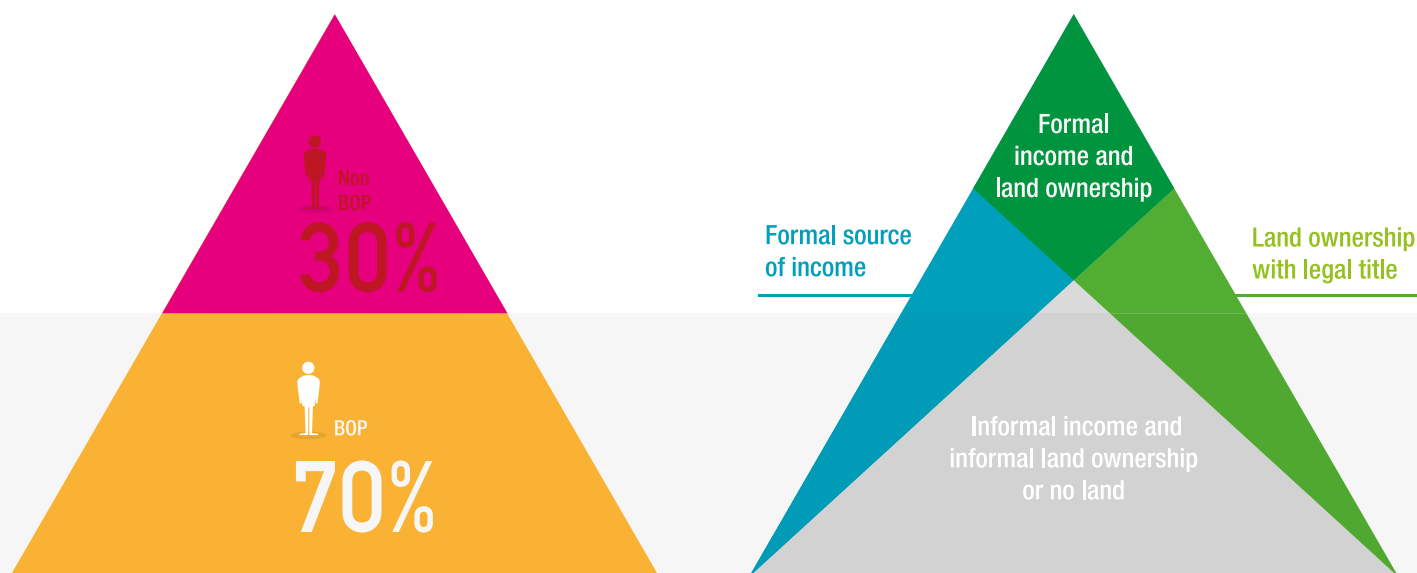 Non
BOP
30%
BOP
70%
Formal
income and
land ownership
Formal source
of income
Land ownership
with legal title
Informal income and
informal land ownership
or no land